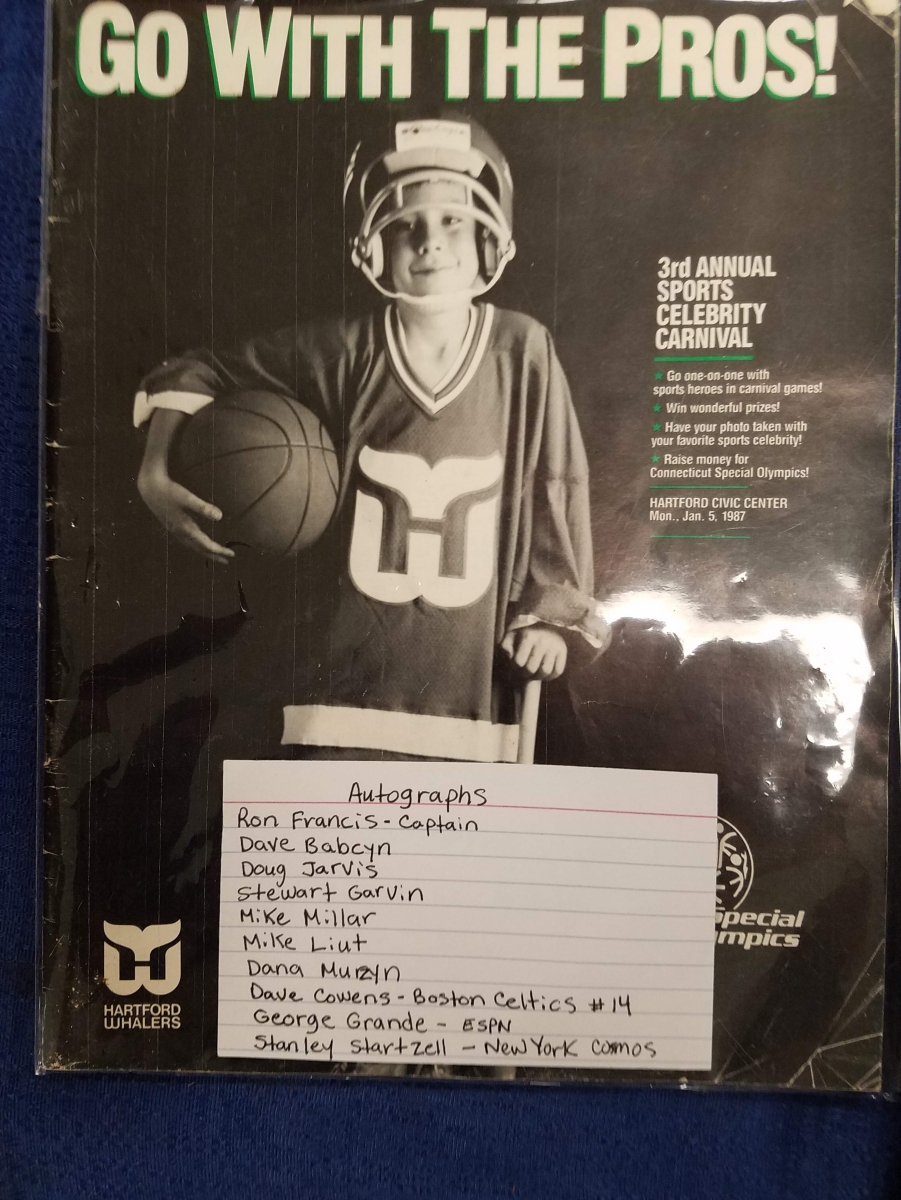 GO WITH THE PROS!
3rd ANNUAL
SPORTS
CELEBRITY
CARNIVAL
★ Go one-on-one with
sports heroes in carnival games!
★ Win wonderful prizes!
★ Have your photo taken with
your favorite sports celebrity!
★ Raise money for
Connecticut Special Olympics!
HARTFORD CIVIC CENTER
Mon., Jan. 5, 1987
Autographs
Ron Francis - Captain
Dave Babcyn
Doug Jarvis
Stewart Garvin
Mike Millar
Mike Liut
Dana Murzyn
Dave Cowens - Boston Celtics #14
George Grande - ESPN
Stanley Startzell - New York Comos
HARTFORD
WHALERS
pecial
mpics